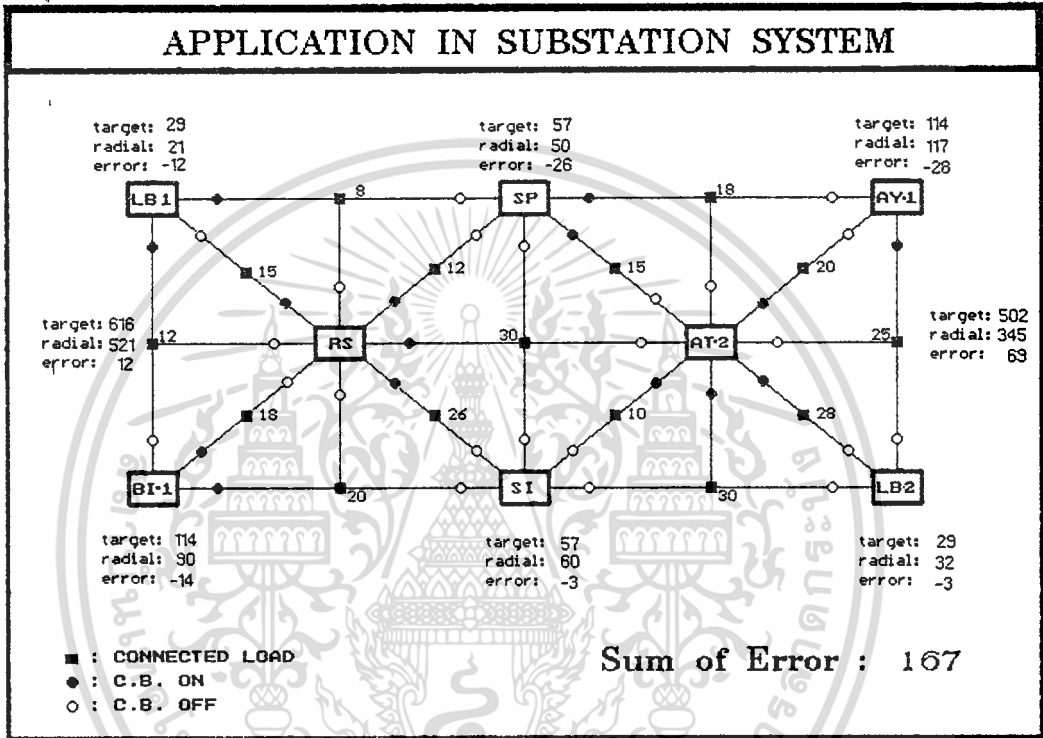 APPLICATION IN SUBSTATION SYSTEM
target: 29
radial: 21
error: -12
target: 57
radial: 50
error: -26
target: 114
radial: 117
error: -28
LB1
8
SP
18
AY·1
15
12
15
20
target: 616
radial: 521
error: 12
12
RS
30
AT·2
25
target: 502
radial: 345
error: 69
18
26
10
28
BI·1
20
SI
30
LB·2
target: 114
radial: 90
error: -14
target: 57
radial: 60
error: -3
target: 29
radial: 32
error: -3
■ : CONNECTED LOAD
● : C.B. ON
○ : C.B. OFF
Sum of Error : 167